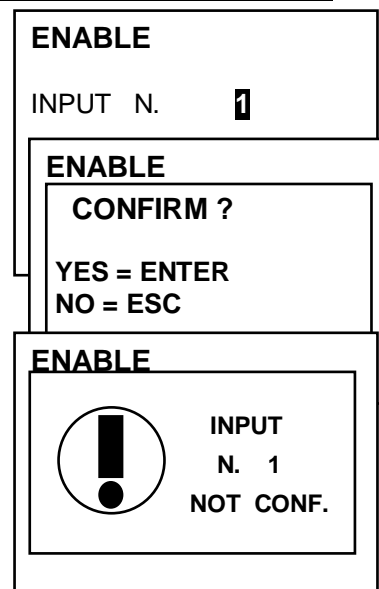 ENABLE
INPUT N. 1
ENABLE
CONFIRM ?
YES = ENTER
NO = ESC
ENABLE
INPUT
N. 1
NOT CONF.